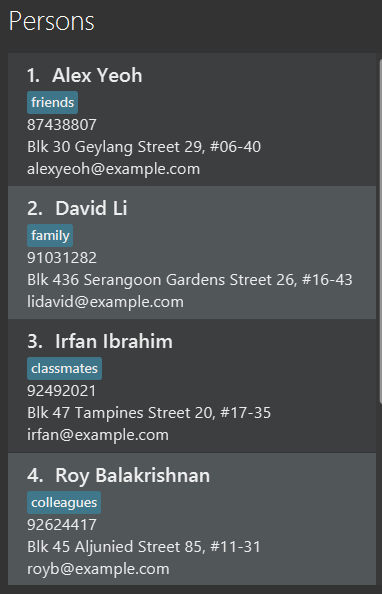 Persons
1. Alex Yeoh
friends
87438807
Blk 30 Geylang Street 29, #06-40
alexyeoh@example.com
2. David Li
family
91031282
Blk 436 Serangoon Gardens Street 26, #16-43
lidavid@example.com
3. Irfan Ibrahim
classmates
92492021
Blk 47 Tampines Street 20, #17-35
irfan@example.com
4. Roy Balakrishnan
colleagues
92624417
Blk 45 Aljunied Street 85, #11-31
royb@example.com